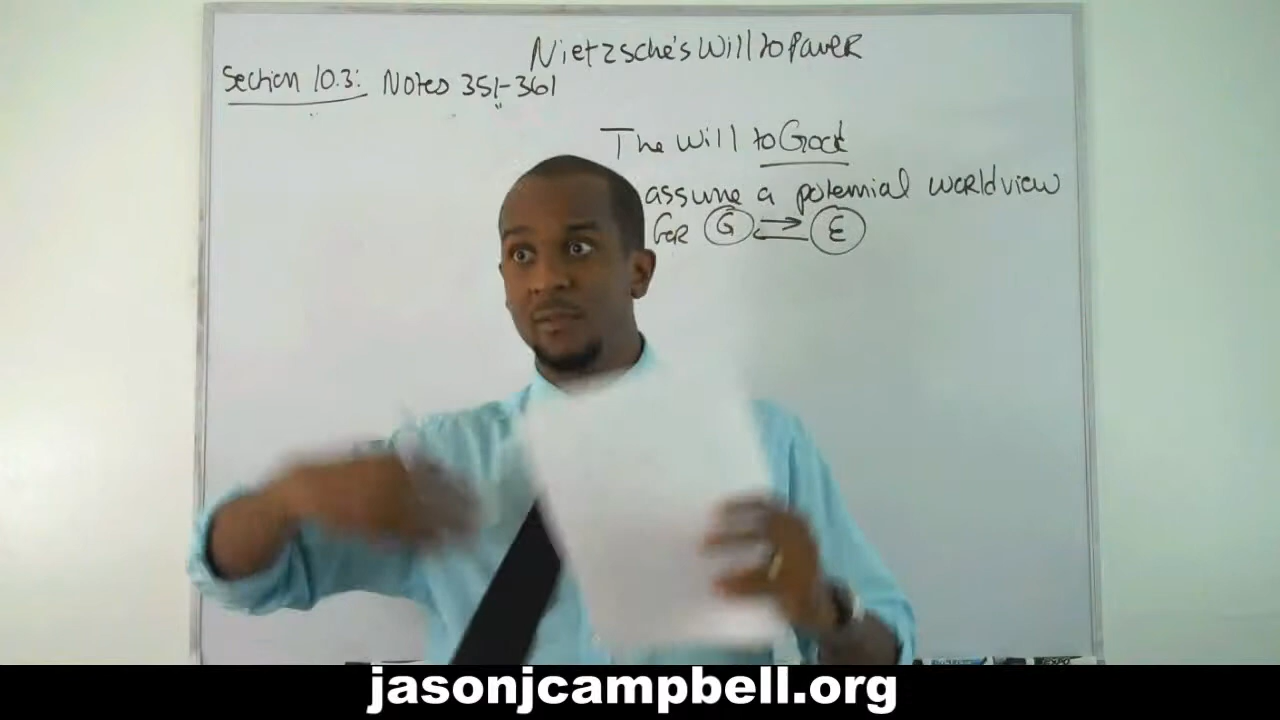 Nietzsche's Will to Power
Section 10.3: Notes 351-361
The Will to Good
assume a potential worldview
for G E
jasonjcampbell.org